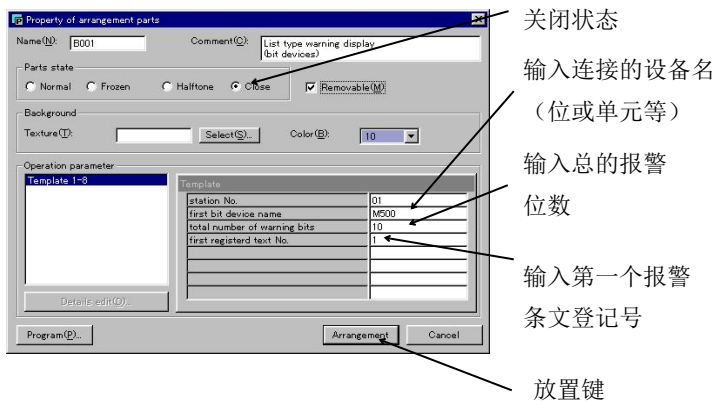 Property of arrangement parts
Name(N): B001 Comment(C): List type warning display
(bit devices)
Parts state
Normal Frozen Halftone Close Removable(M)
Background
Texture(T): Select(S)... Color(B): 10
Operation parameter
Template 1-8
Template
station No. 01
first bit device name M500
total number of warning bits 10
first registerd text No. 1
Details edit(D)...
Program(P)... Arrangement Cancel
关闭状态
输入连接的设备名
（位或单元等）
输入总的报警
位数
输入第一个报警
条文登记号
放置键